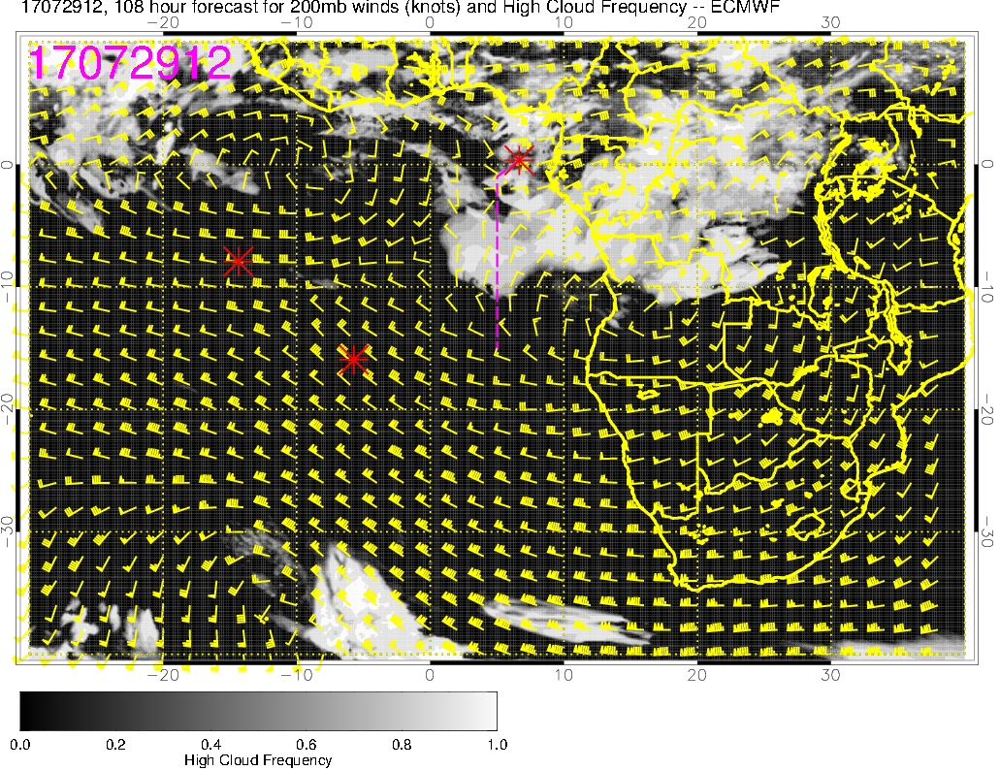 17072912, 108 hour forecast for 200mb winds (knots) and High Cloud Frequency -- ECMWF
-20 -10 0 10 20 30
17072912
0 0
-10 -10
-20 -20
-30 -30
-20 -10 0 10 20 30
0.0 0.2 0.4 0.6 0.8 1.0
High Cloud Frequency